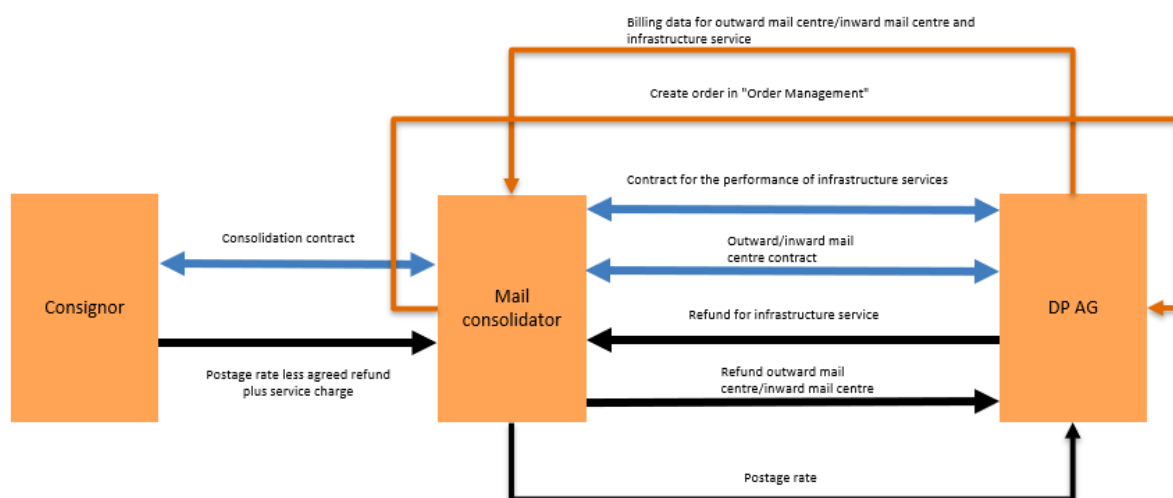 Billing data for outward mail centre/inward mail centre and
infrastructure service
Create order in "Order Management"
Contract for the performance of infrastructure services
Consolidation contract
Outward/inward mail
centre contract
Consignor
Mail
consolidator
DP AG
Refund for infrastructure service
Postage rate less agreed refund
plus service charge
Refund outward mail
centre/inward mail centre
Postage rate